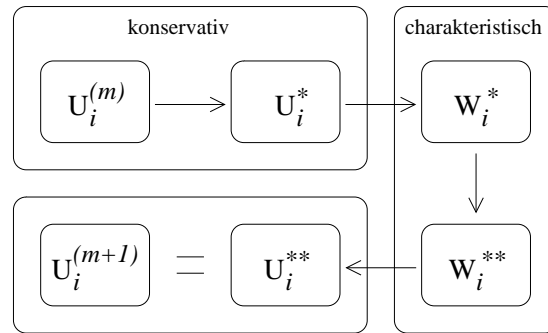 konservativ charakteristisch
U_i^{(m)} U_i^* W_i^*
U_i^{(m+1)} = U_i^{**} W_i^{**}